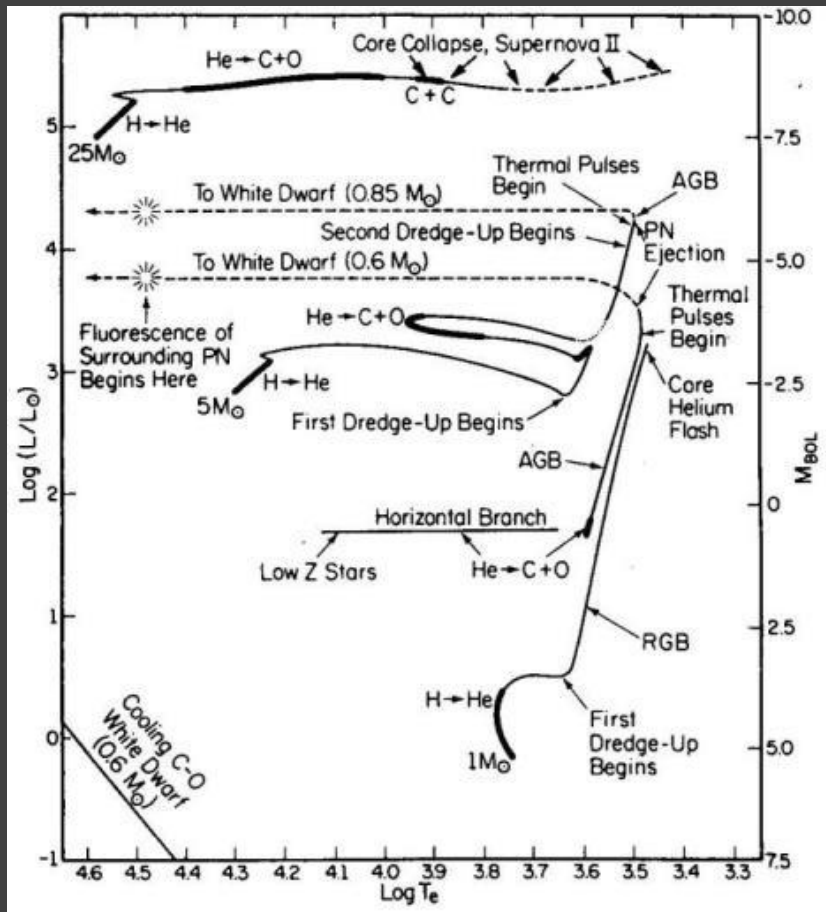 He→C+O
Core Collapse, Supernova II
C + C
H→He
25M☉
Thermal Pulses
Begin
AGB
To White Dwarf (0.85 M☉)
Second Dredge-Up Begins
PN
Ejection
To White Dwarf (0.6 M☉)
Thermal
Pulses
Begin
He→C+O
Fluorescence of
Surrounding PN
Begins Here
H→He
5M☉
First Dredge-Up Begins
Core
Helium
Flash
AGB
Horizontal Branch
Low Z Stars
He→C+O
RGB
H→He
First
Dredge-Up
Begins
1M☉
Cooling C-O
White Dwarf
(0.6 M☉)
Log (L/L☉)
5
4
3
2
1
0
-1
-10.0
-7.5
-5.0
-2.5
0
2.5
5.0
7.5
M_BOL
4.6 4.5 4.4 4.3 4.2 4.1 4.0 3.9 3.8 3.7 3.6 3.5 3.4 3.3
Log Te